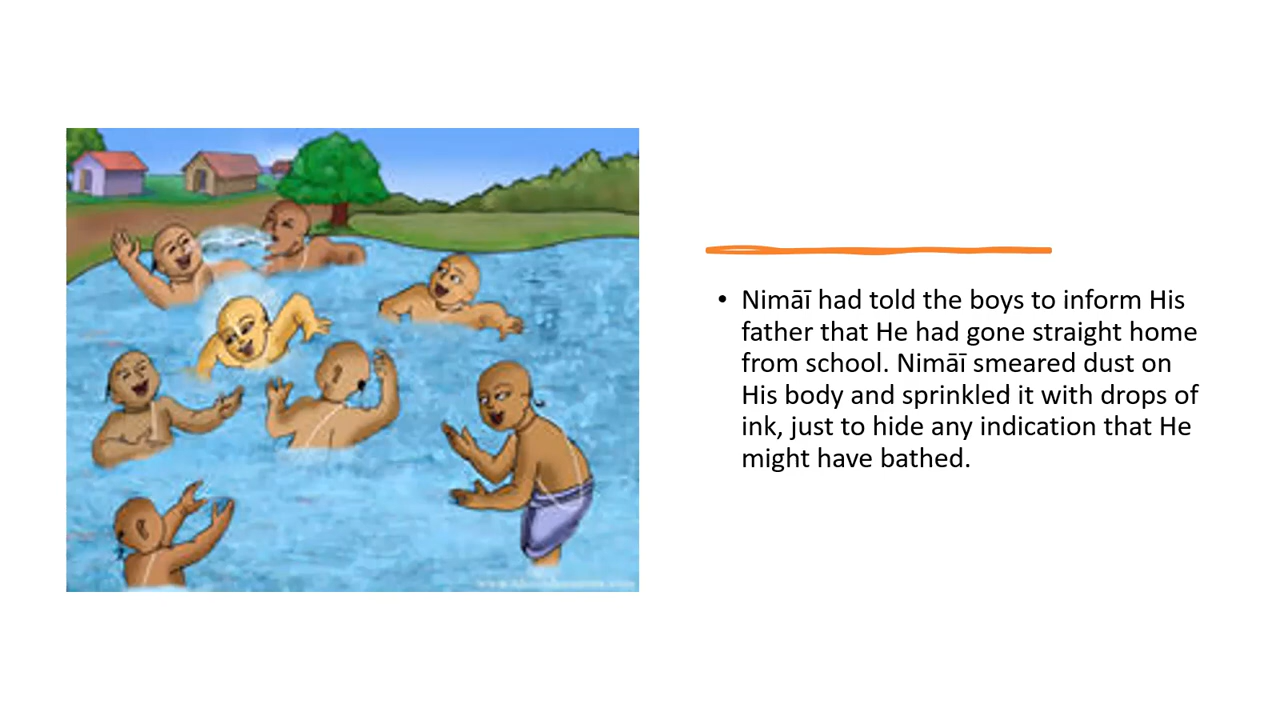 • Nimāī had told the boys to inform His
father that He had gone straight home
from school. Nimāī smeared dust on
His body and sprinkled it with drops of
ink, just to hide any indication that He
might have bathed.